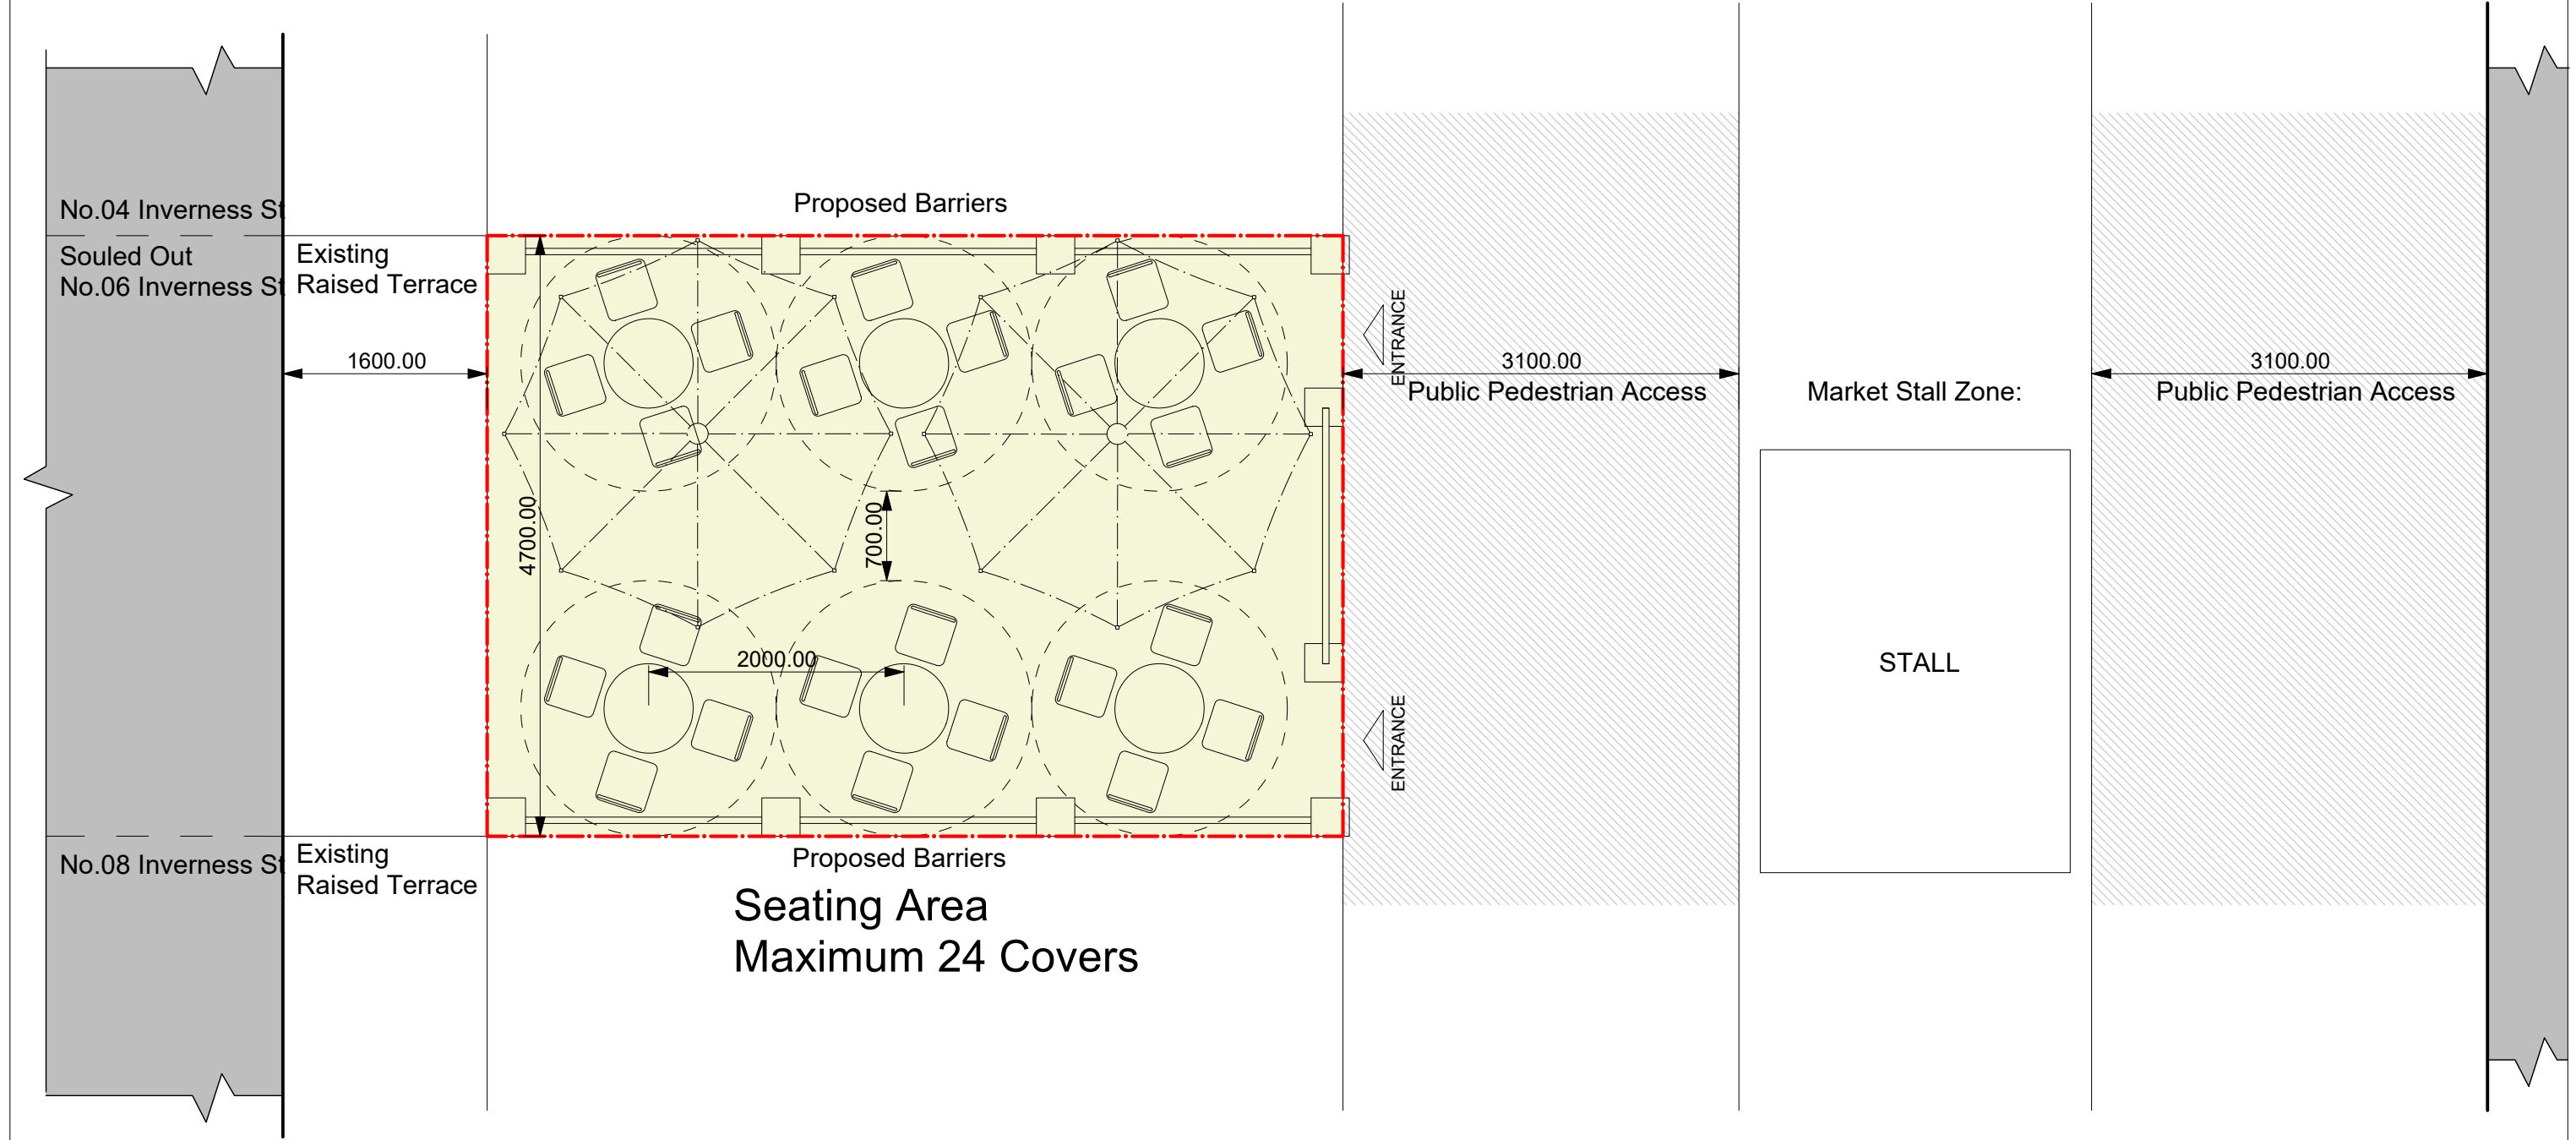 Proposed Barriers
No.04 Inverness St
Souled Out
No.06 Inverness St
Existing
Raised Terrace
1600.00
4700.00
700.00
2000.00
ENTRANCE
3100.00
Public Pedestrian Access
Market Stall Zone:
3100.00
Public Pedestrian Access
STALL
ENTRANCE
No.08 Inverness St
Existing
Raised Terrace
Proposed Barriers
Seating Area
Maximum 24 Covers